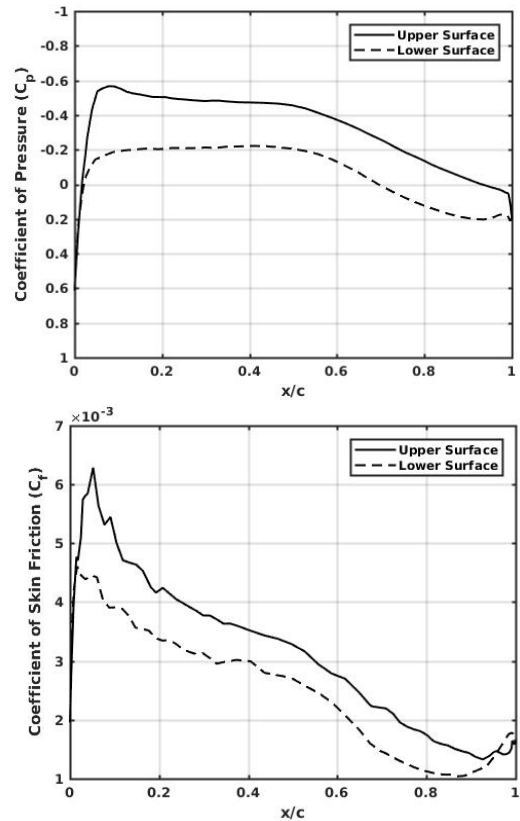 -1
-0.8
-0.6
-0.4
-0.2
0
0.2
0.4
0.6
0.8
1
Coefficient of Pressure (Cp)
Upper Surface
Lower Surface
0 0.2 0.4 0.6 0.8 1
x/c
×10-3
7
6
5
4
3
2
1
Coefficient of Skin Friction (Cf)
Upper Surface
Lower Surface
0 0.2 0.4 0.6 0.8 1
x/c